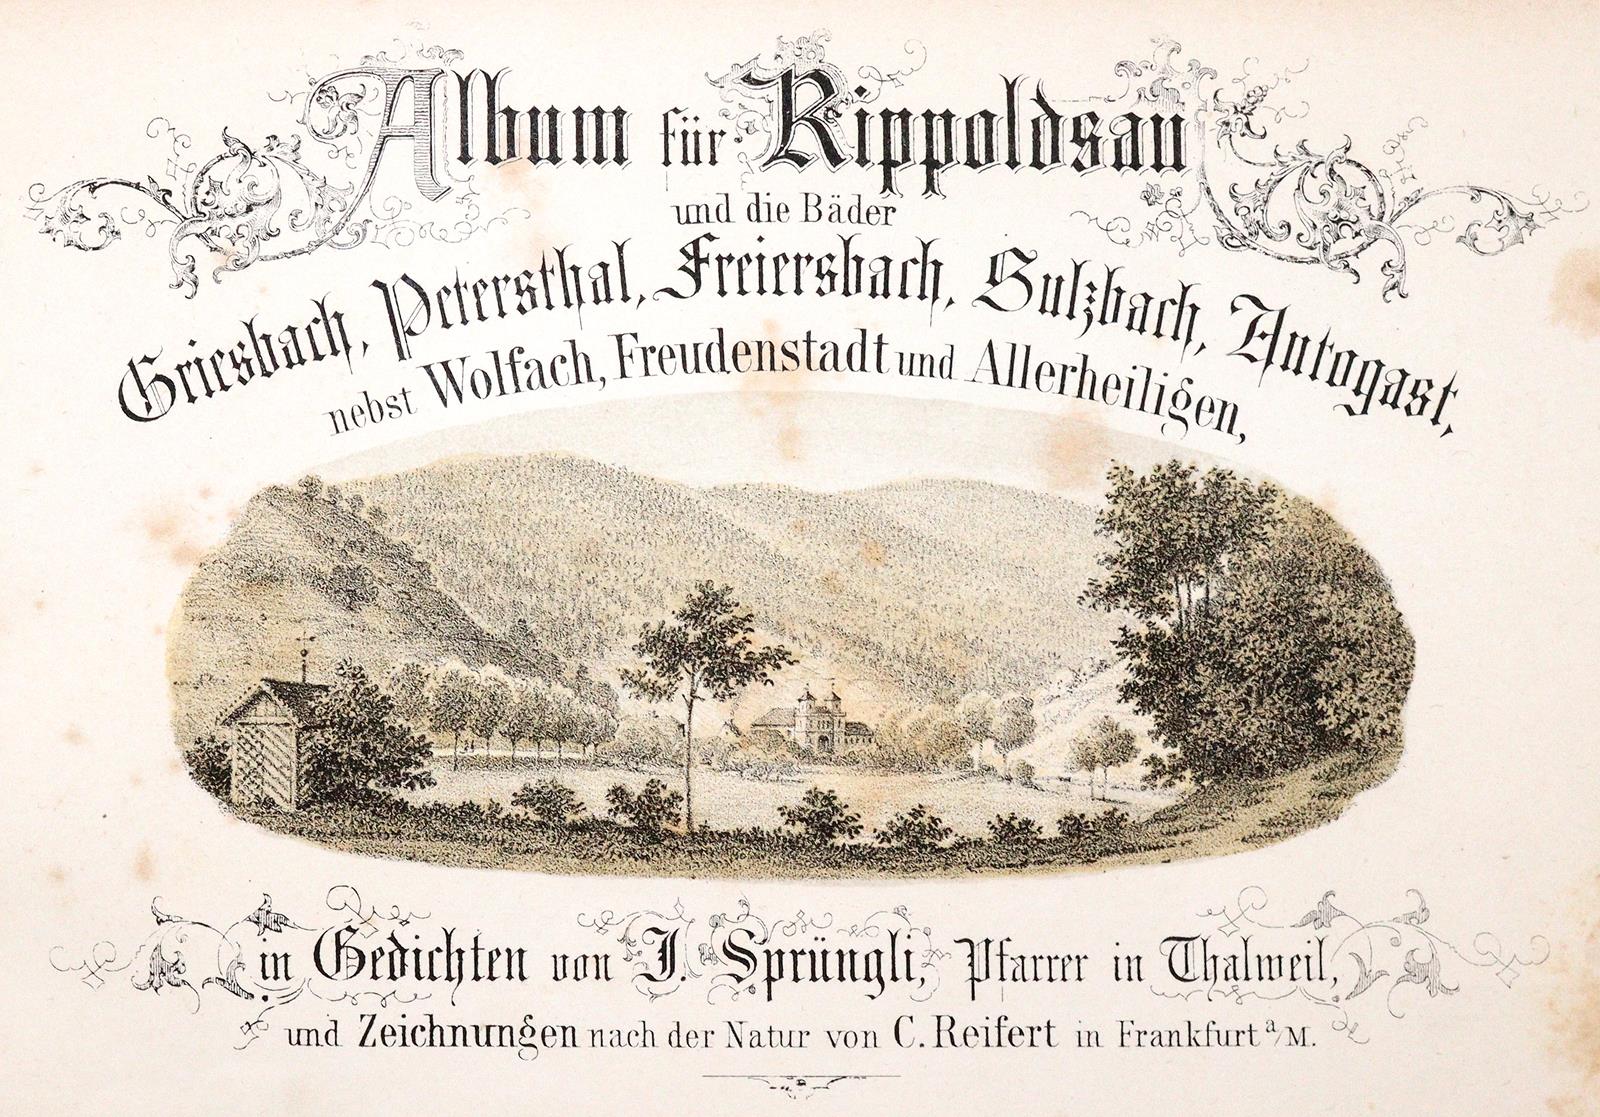 Album für Rippoldsau
und die Bäder
Griesbach, Petersthal, Freiersbach, Sulzbach, Antogast,
nebst Wolfach, Freudenstadt und Allerheiligen,
in Gedichten von J. Sprüngli, Pfarrer in Thalweil,
und Zeichnungen nach der Natur von C. Reifert in Frankfurt a/M.